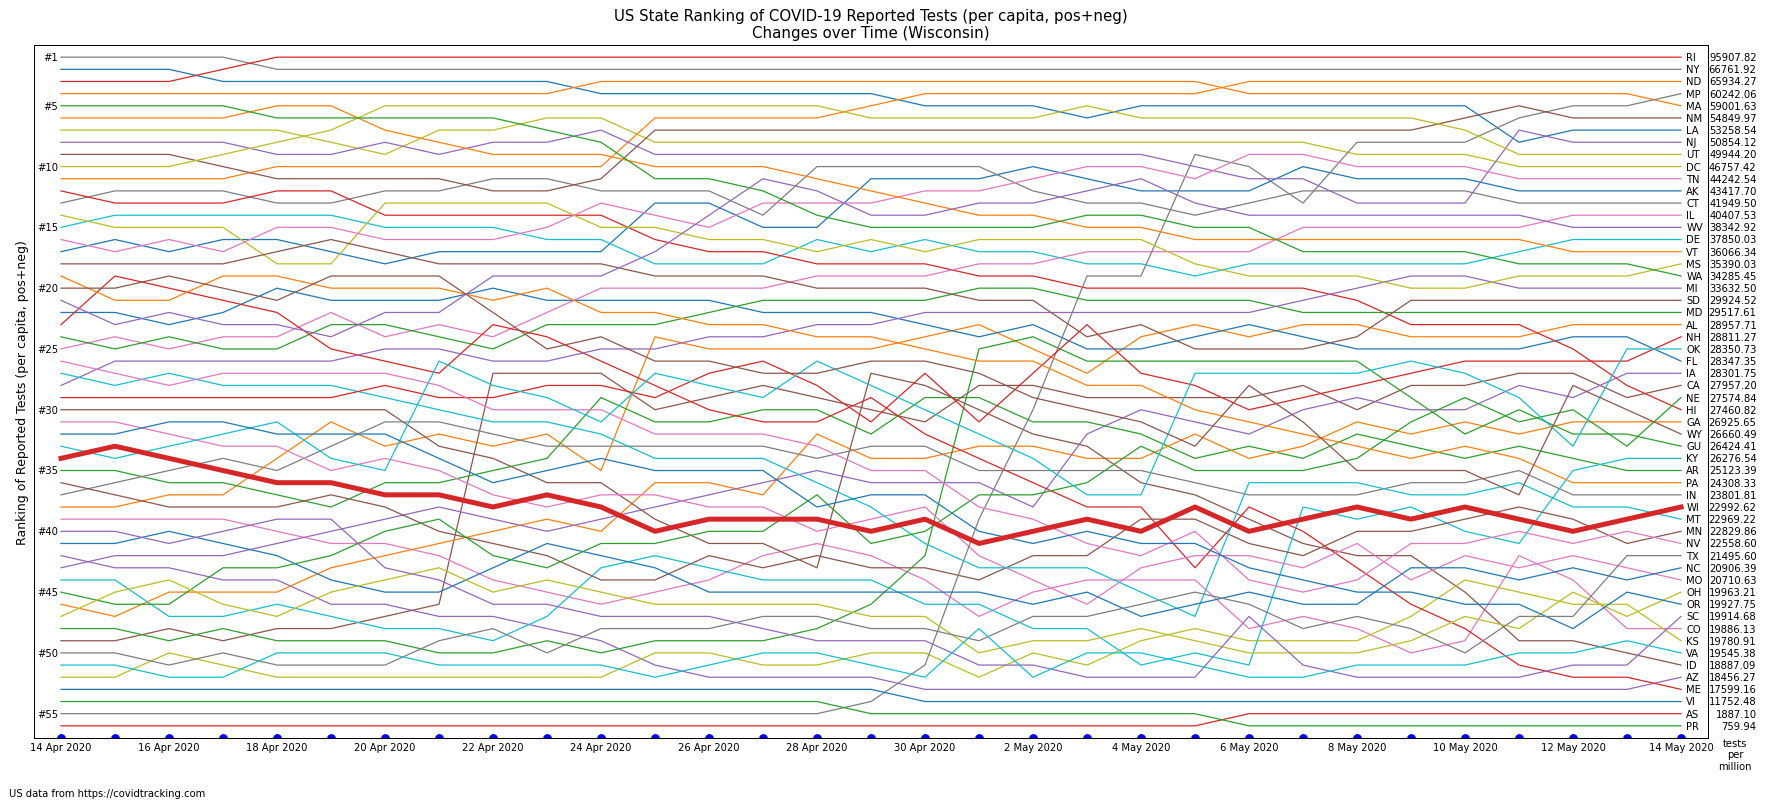 US State Ranking of COVID-19 Reported Tests (per capita, pos+neg)
Changes over Time (Wisconsin)
Ranking of Reported Tests (per capita, pos+neg)
#1
#5
#10
#15
#20
#25
#30
#35
#40
#45
#50
#55
RI 95907.82
NY 66761.92
ND 65934.27
MP 60242.06
MA 59001.63
NM 54849.97
LA 53258.54
NJ 50854.12
UT 49944.20
DC 46757.42
TN 44242.54
AK 43417.70
CT 41949.50
IL 40407.53
WV 38342.92
DE 37850.03
VT 36066.34
MS 35390.03
WA 34285.45
MI 33632.50
SD 29924.52
MD 29517.61
AL 28957.71
NH 28811.27
OK 28350.73
FL 28347.35
IA 28301.75
CA 27957.20
NE 27574.84
HI 27460.82
GA 26925.65
WY 26660.49
GU 26424.41
KY 26276.54
AR 25123.39
PA 24308.33
IN 23801.81
WI 22992.62
MT 22969.22
MN 22829.86
NV 22558.60
TX 21495.60
NC 20906.39
MO 20710.63
OH 19963.21
OR 19927.75
SC 19914.68
CO 19886.13
KS 19780.91
VA 19545.38
ID 18887.09
AZ 18456.27
ME 17599.16
VI 11752.48
AS 1887.10
PR 759.94
14 Apr 2020 16 Apr 2020 18 Apr 2020 20 Apr 2020 22 Apr 2020 24 Apr 2020 26 Apr 2020 28 Apr 2020 30 Apr 2020 2 May 2020 4 May 2020 6 May 2020 8 May 2020 10 May 2020 12 May 2020 14 May 2020
tests
per
million
US data from https://covidtracking.com